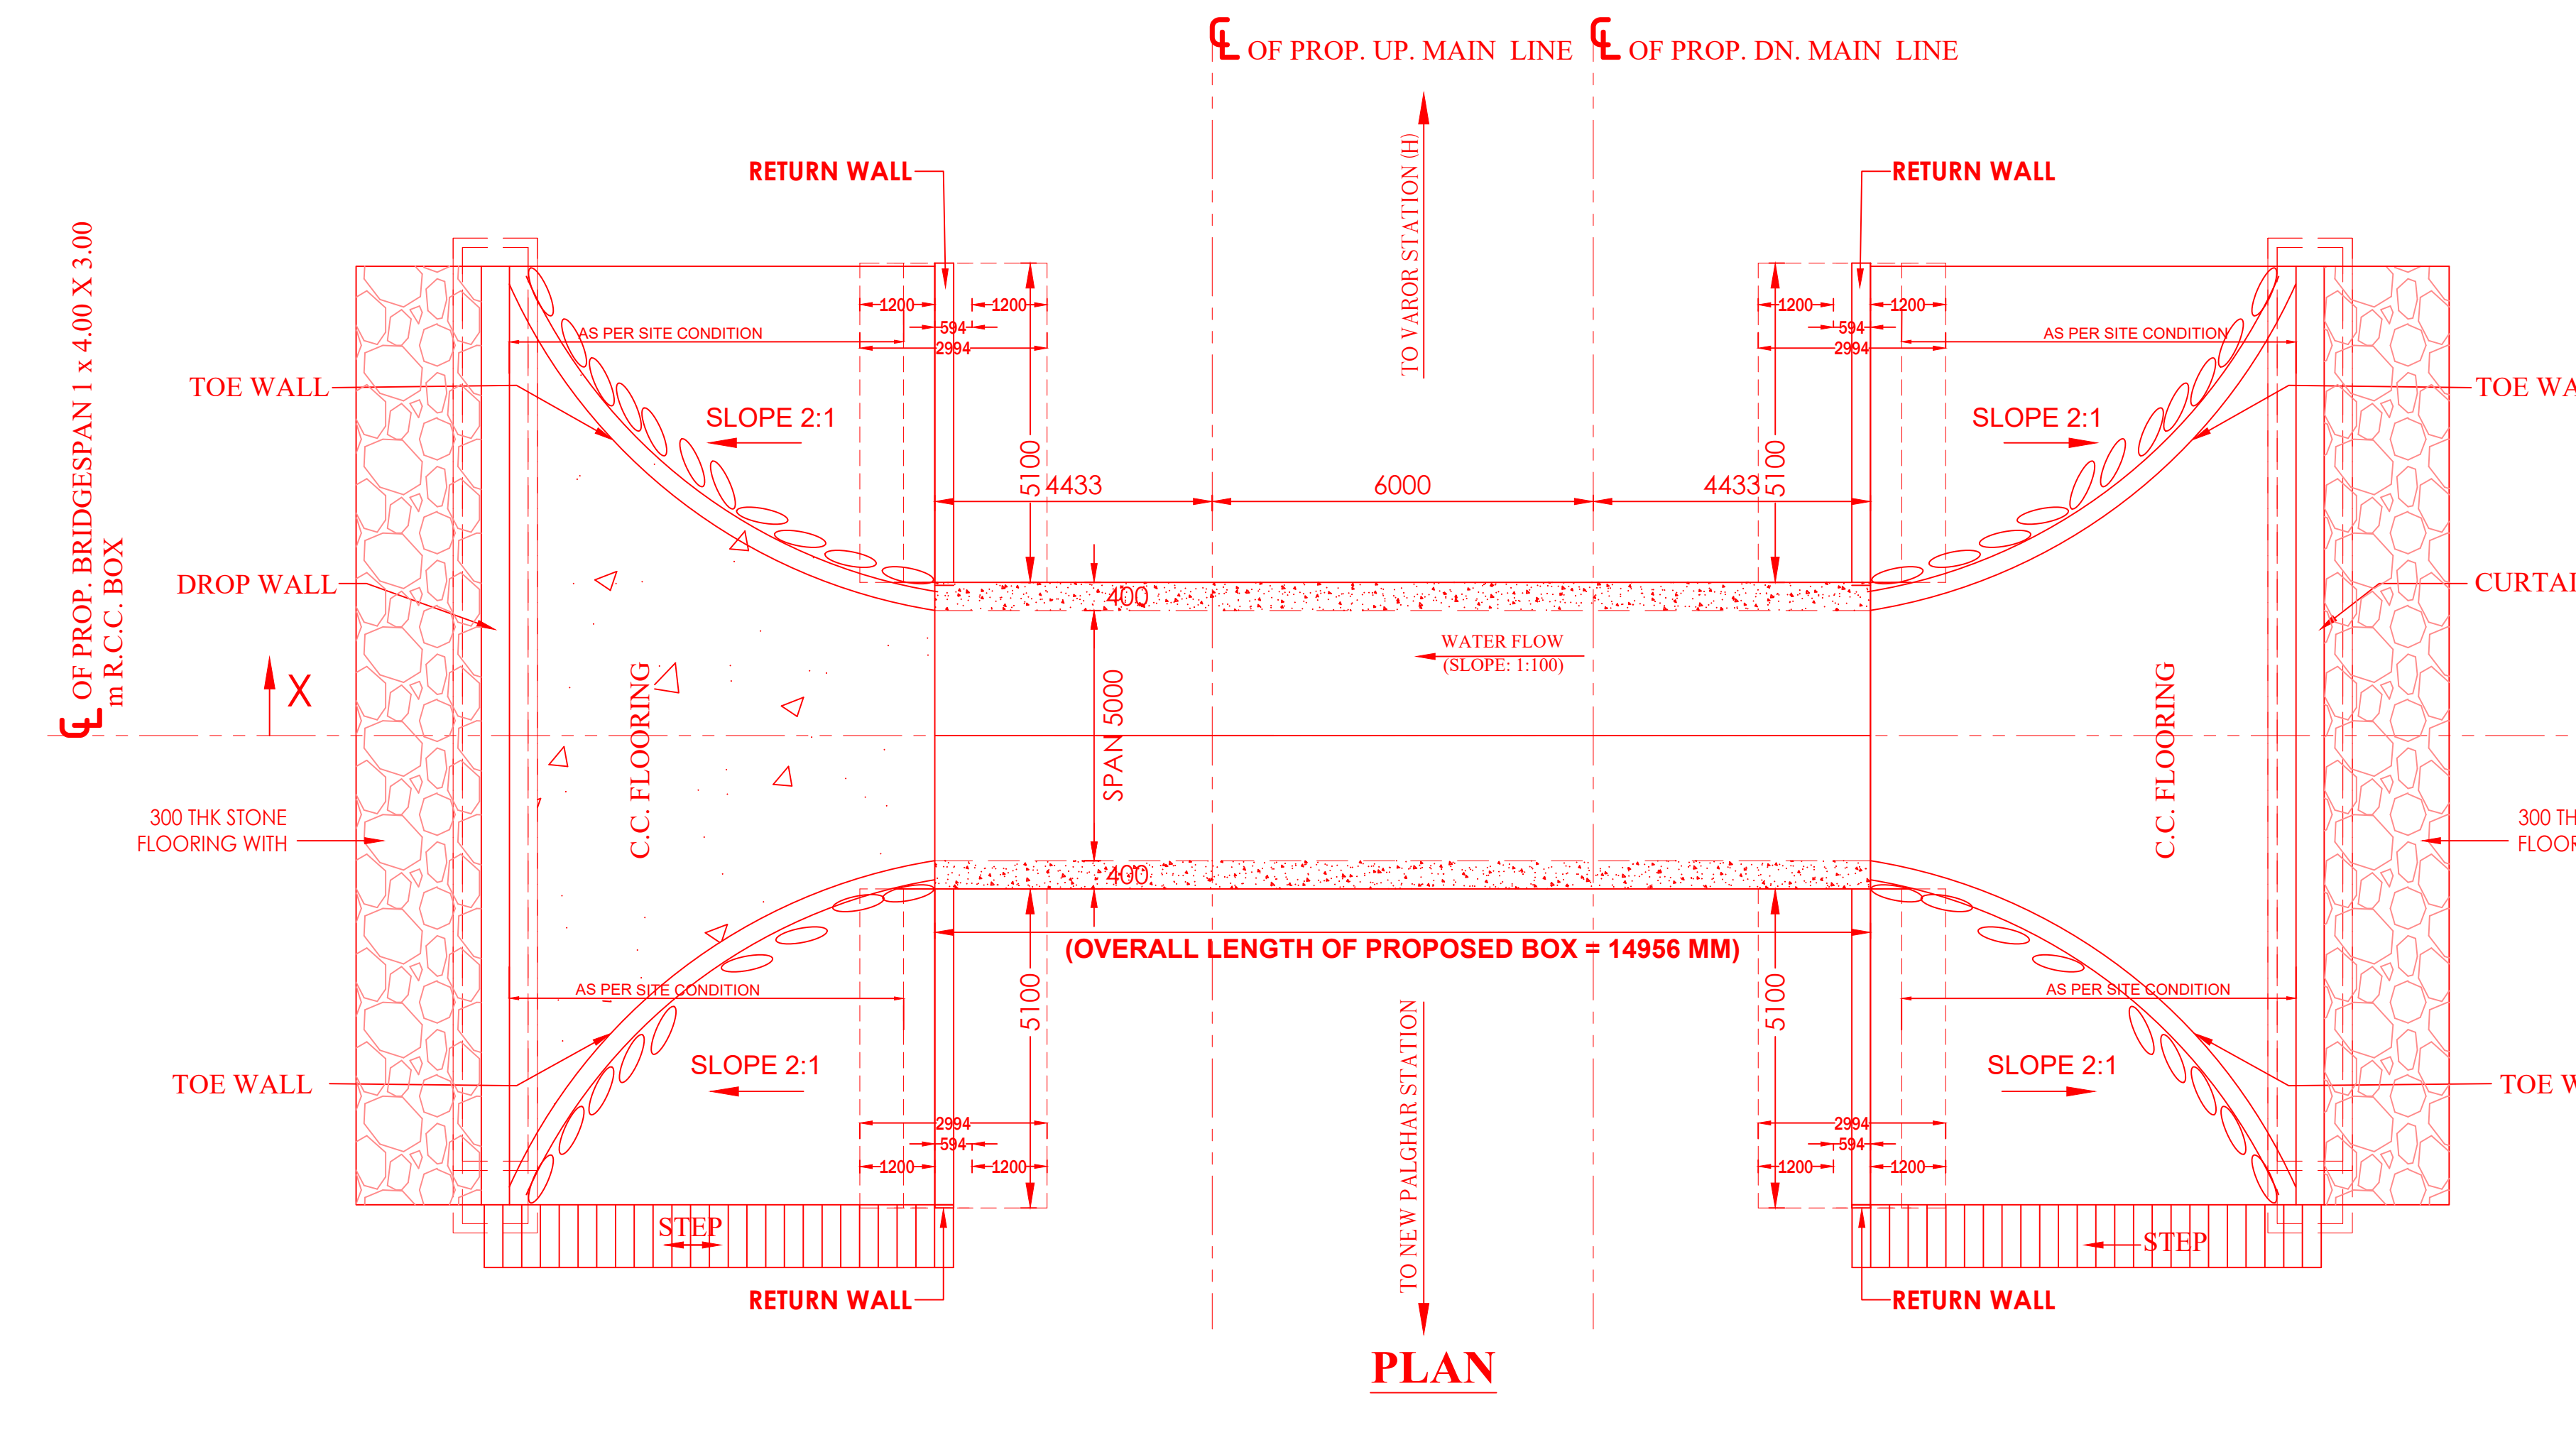 ℄ OF PROP. UP. MAIN LINE
℄ OF PROP. DN. MAIN LINE
TO WAROR STATION (H)
RETURN WALL
RETURN WALL
℄ OF PROP. BRIDGESPAN 1 x 4.00 X 3.00
m R.C.C. BOX
1200
1200
594
2994
1200
1200
594
2994
AS PER SITE CONDITION
AS PER SITE CONDITION
TOE WALL
TOE WA
SLOPE 2:1
SLOPE 2:1
5100
4433
6000
4433
5100
DROP WALL
400
CURTAI
WATER FLOW
(SLOPE: 1:100)
X
C.C. FLOORING
SPAN 5000
C.C. FLOORING
300 THK STONE
FLOORING WITH
300 TH
FLOOR
400
(OVERALL LENGTH OF PROPOSED BOX = 14956 MM)
AS PER SITE CONDITION
AS PER SITE CONDITION
5100
5100
TO NEW PALGHAR STATION
SLOPE 2:1
SLOPE 2:1
TOE WALL
TOE W
2994
594
1200
1200
2994
594
1200
1200
STEP
STEP
RETURN WALL
RETURN WALL
PLAN